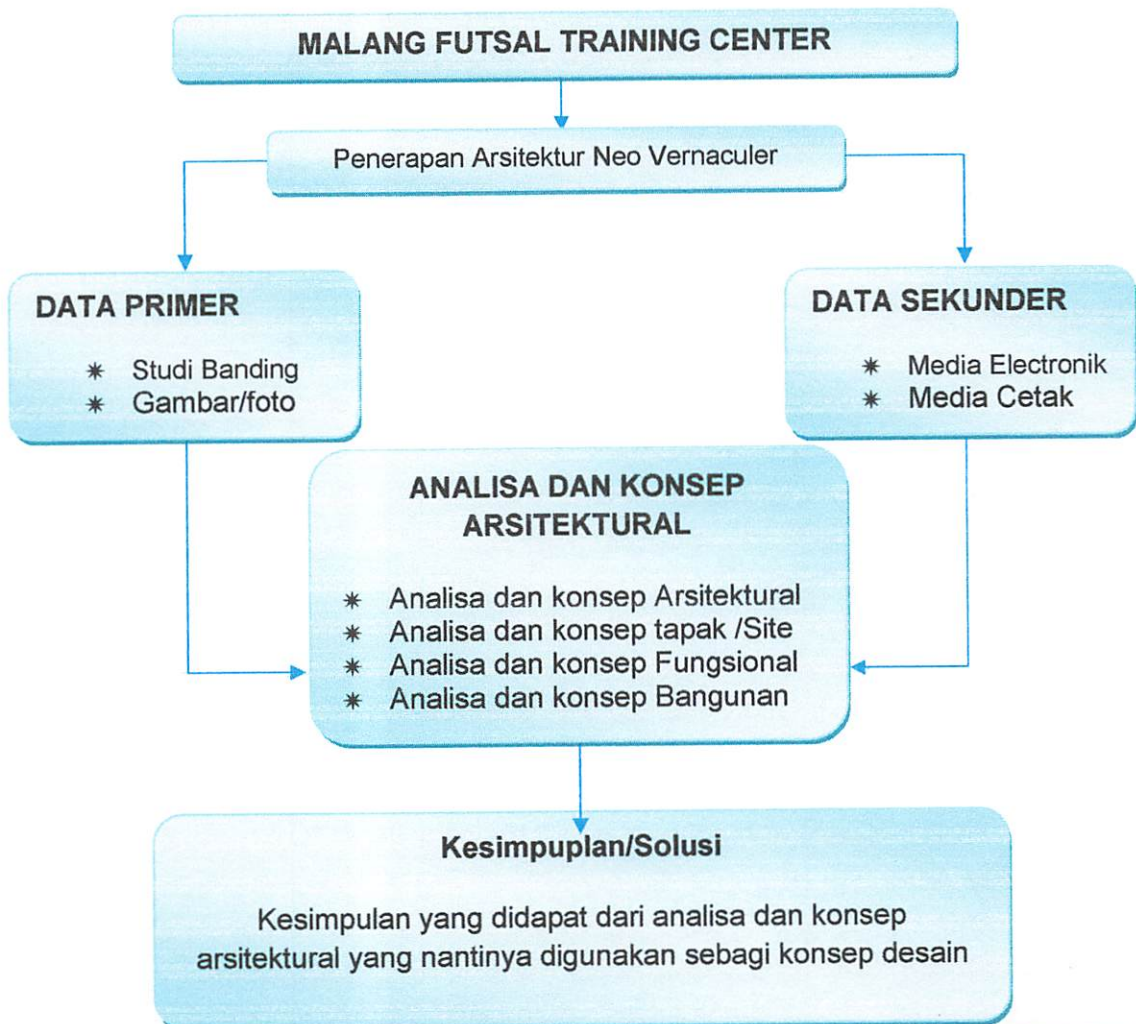 MALANG FUTSAL TRAINING CENTER
Penerapan Arsitektur Neo Vernaculer
DATA PRIMER
✷ Studi Banding
✷ Gambar/foto
DATA SEKUNDER
✷ Media Electronik
✷ Media Cetak
ANALISA DAN KONSEP
ARSITEKTURAL
✷ Analisa dan konsep Arsitektural
✷ Analisa dan konsep tapak /Site
✷ Analisa dan konsep Fungsional
✷ Analisa dan konsep Bangunan
Kesimpuplan/Solusi
Kesimpulan yang didapat dari analisa dan konsep
arsitektural yang nantinya digunakan sebagi konsep desain